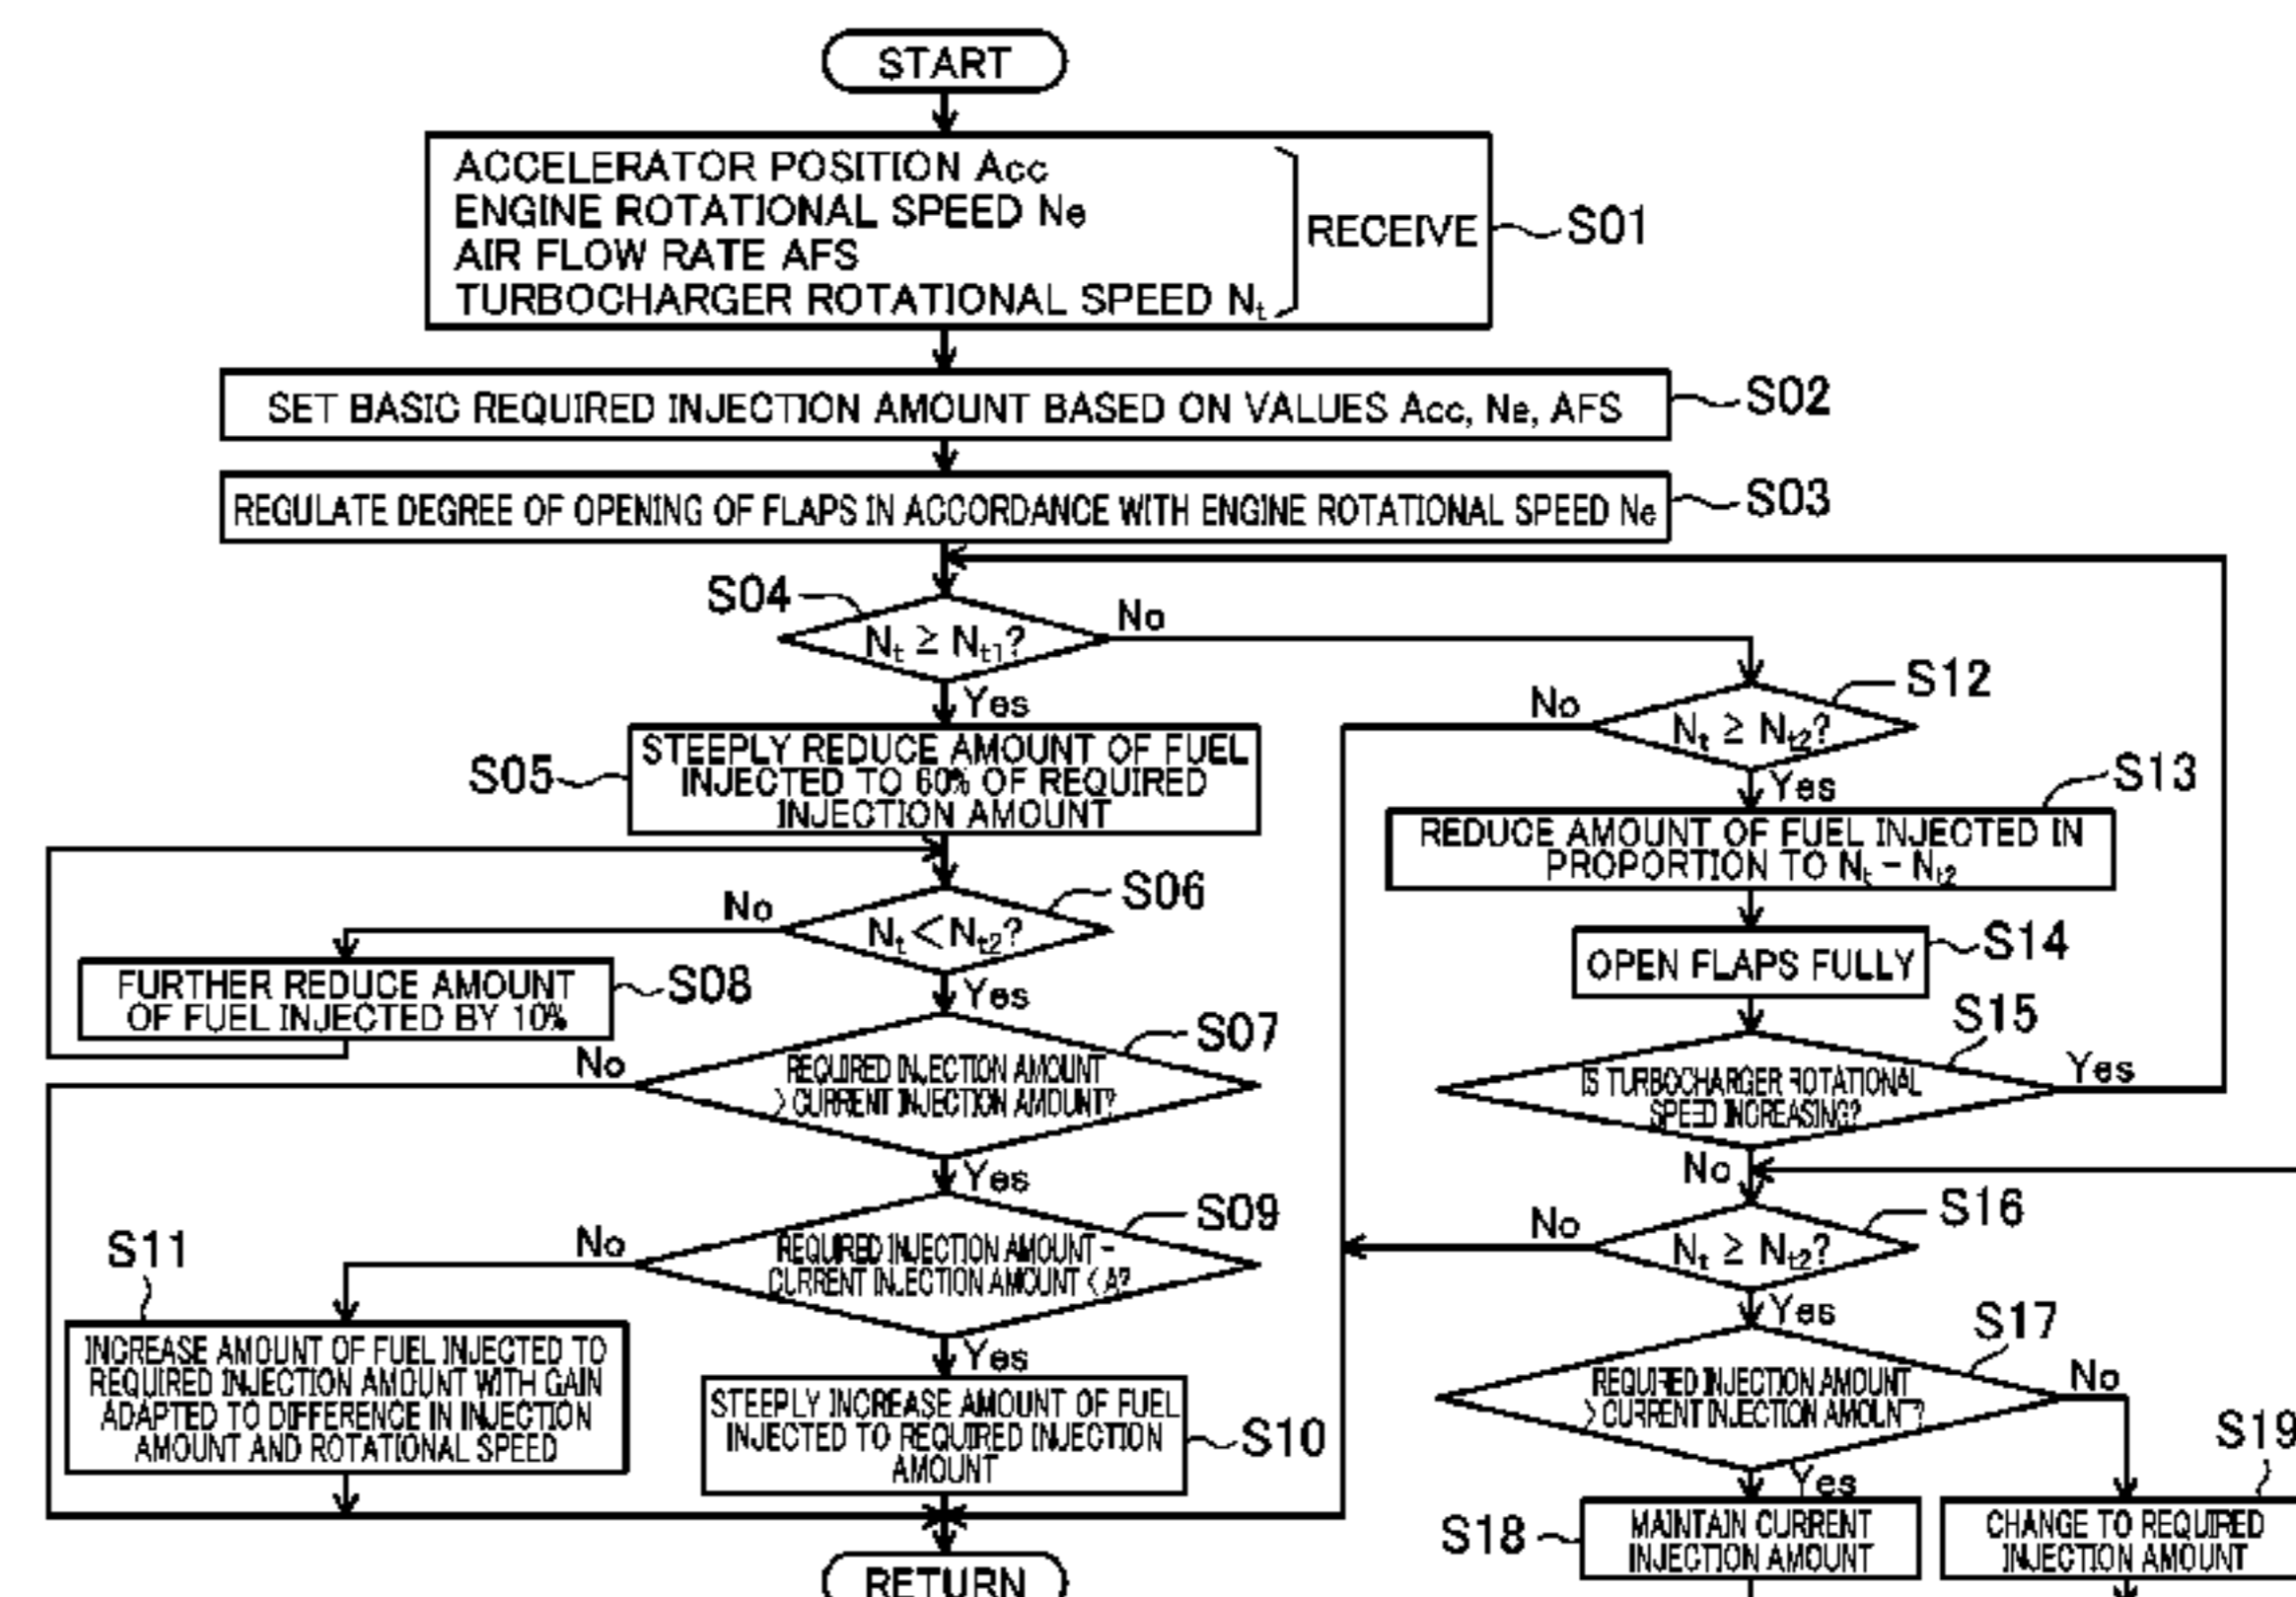 START
ACCELERATOR POSITION Acc
ENGINE ROTATIONAL SPEED Ne
AIR FLOW RATE AFS
TURBOCHARGER ROTATIONAL SPEED Nt
RECEIVE
S01
SET BASIC REQUIRED INJECTION AMOUNT BASED ON VALUES Acc, Ne, AFS
S02
REGULATE DEGREE OF OPENING OF FLAPS IN ACCORDANCE WITH ENGINE ROTATIONAL SPEED Ne
S03
S04
Nt ≥ Nt1?
No
Yes
S05
STEEPLY REDUCE AMOUNT OF FUEL
INJECTED TO 60% OF REQUIRED
INJECTION AMOUNT
S06
Nt < Nt2?
No
Yes
FURTHER REDUCE AMOUNT
OF FUEL INJECTED BY 10%
S08
S07
REQUIRED INJECTION AMOUNT
> CURRENT INJECTION AMOUNT?
No
Yes
S09
REQUIRED INJECTION AMOUNT -
CURRENT INJECTION AMOUNT < A?
No
Yes
S11
INCREASE AMOUNT OF FUEL INJECTED TO
REQUIRED INJECTION AMOUNT WITH GAIN
ADAPTED TO DIFFERENCE IN INJECTION
AMOUNT AND ROTATIONAL SPEED
STEEPLY INCREASE AMOUNT OF FUEL
INJECTED TO REQUIRED INJECTION
AMOUNT
S10
RETURN
S12
Nt ≥ Nt2?
No
Yes
S13
REDUCE AMOUNT OF FUEL INJECTED IN
PROPORTION TO Nt - Nt2
OPEN FLAPS FULLY
S14
S15
IS TURBOCHARGER ROTATIONAL
SPEED INCREASING?
Yes
No
S16
Nt ≥ Nt2?
No
Yes
S17
REQUIRED INJECTION AMOUNT
> CURRENT INJECTION AMOUNT?
No
Yes
S18
MAINTAIN CURRENT
INJECTION AMOUNT
S19
CHANGE TO REQUIRED
INJECTION AMOUNT